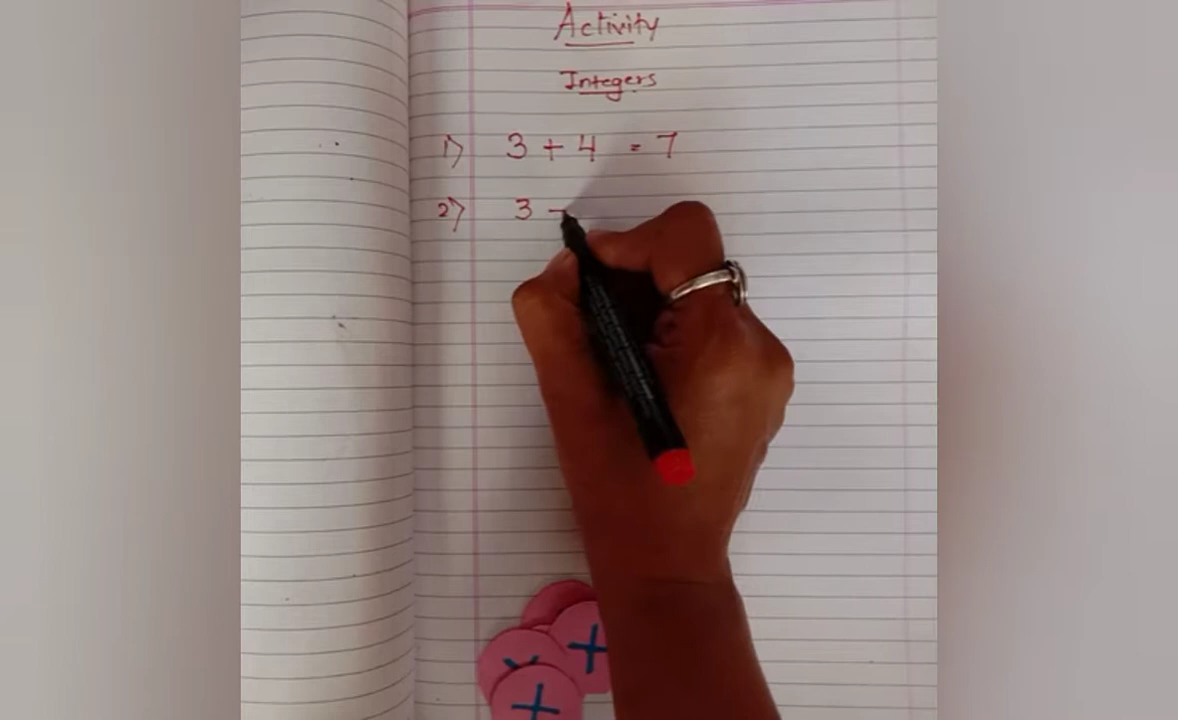 Activity
Integers
1) 3 + 4 = 7
2) 3 -
+
+